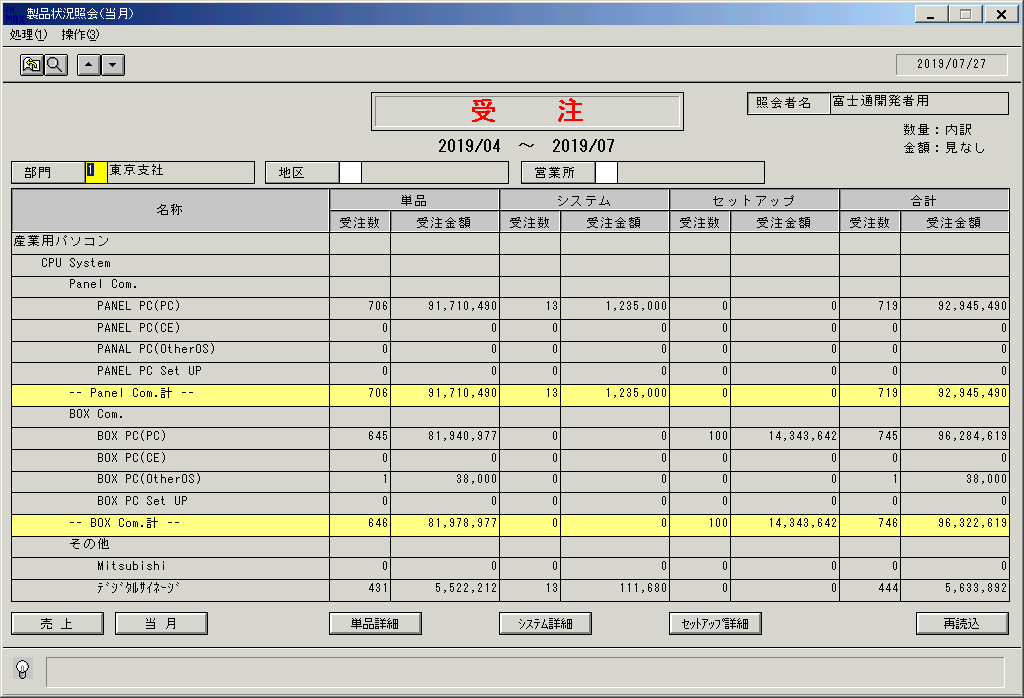 製品状況照会(当月)
処理(1) 操作(3)
2019/07/27
受 注
照会者名 富士通開発者用
2019/04 ～ 2019/07
数量：内訳
金額：見なし
部門 1 東京支社 地区 営業所
名称 単品 システム セットアップ 合計
受注数 受注金額 受注数 受注金額 受注数 受注金額 受注数 受注金額
産業用パソコン
CPU System
Panel Com.
PANEL PC(PC) 706 91,710,490 13 1,235,000 0 0 719 92,945,490
PANEL PC(CE) 0 0 0 0 0 0 0 0
PANAL PC(OtherOS) 0 0 0 0 0 0 0 0
PANEL PC Set UP 0 0 0 0 0 0 0 0
-- Panel Com.計 -- 706 91,710,490 13 1,235,000 0 0 719 92,945,490
BOX Com.
BOX PC(PC) 645 81,940,977 0 0 100 14,343,642 745 96,284,619
BOX PC(CE) 0 0 0 0 0 0 0 0
BOX PC(OtherOS) 1 38,000 0 0 0 0 1 38,000
BOX PC Set UP 0 0 0 0 0 0 0 0
-- BOX Com.計 -- 646 81,978,977 0 0 100 14,343,642 746 96,322,619
その他
Mitsubishi 0 0 0 0 0 0 0 0
ﾃﾞｼﾞﾀﾙｻｲﾈｰｼﾞ 431 5,522,212 13 111,680 0 0 444 5,633,892
売 上 当 月 単品詳細 ｼｽﾃﾑ詳細 ｾｯﾄｱｯﾌﾟ詳細 再読込